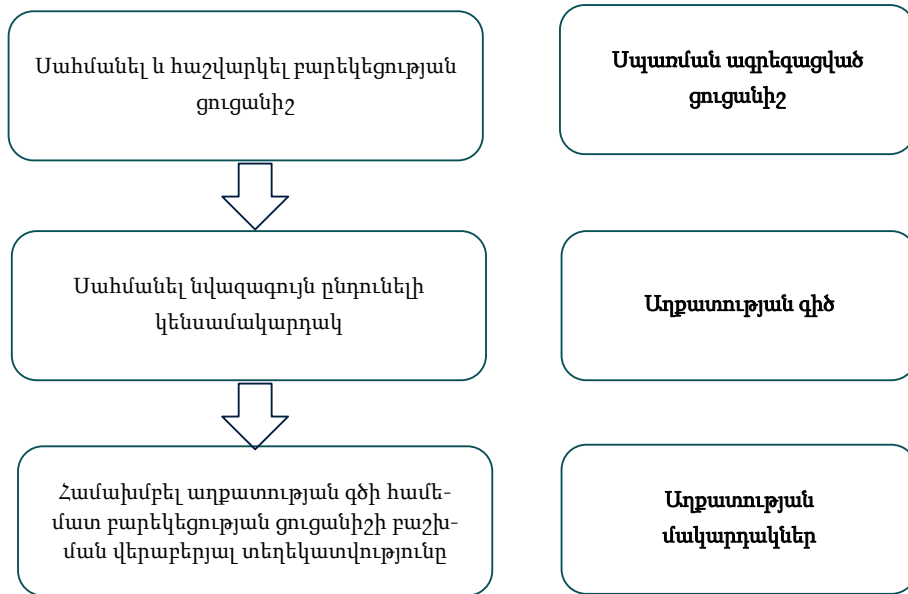 Սահմանել և հաշվարկել բարեկեցության
ցուցանիշ
Սպառման ագրեգացված
ցուցանիշ
Սահմանել նվազագույն ընդունելի
կենսամակարդակ
Աղքատության գիծ
Համախմբել աղքատության գծի համե-
մատ բարեկեցության ցուցանիշի բաշխ-
ման վերաբերյալ տեղեկատվությունը
Աղքատության
մակարդակներ